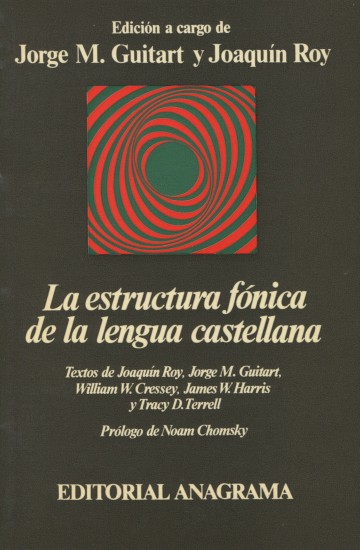 Edición a cargo de
Jorge M. Guitart y Joaquín Roy
La estructura fónica
de la lengua castellana
Textos de Joaquín Roy, Jorge M. Guitart,
William W. Cressey, James W. Harris
y Tracy D. Terrell
Prólogo de Noam Chomsky
EDITORIAL ANAGRAMA